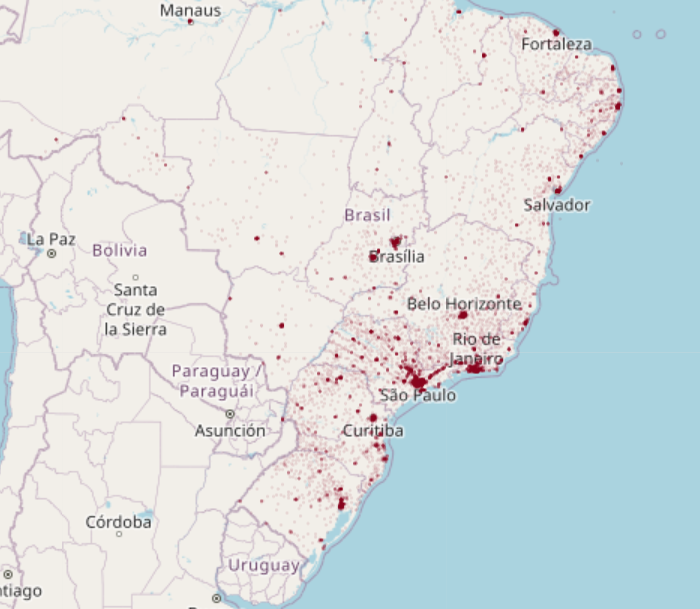 Manaus
Fortaleza
Salvador
Brasil
La Paz
Bolivia
Brasília
Santa
Cruz de
la Sierra
Belo Horizonte
Rio de
Janeiro
Paraguay /
Paraguái
São Paulo
Asunción
Curitiba
Córdoba
Uruguay
tiago